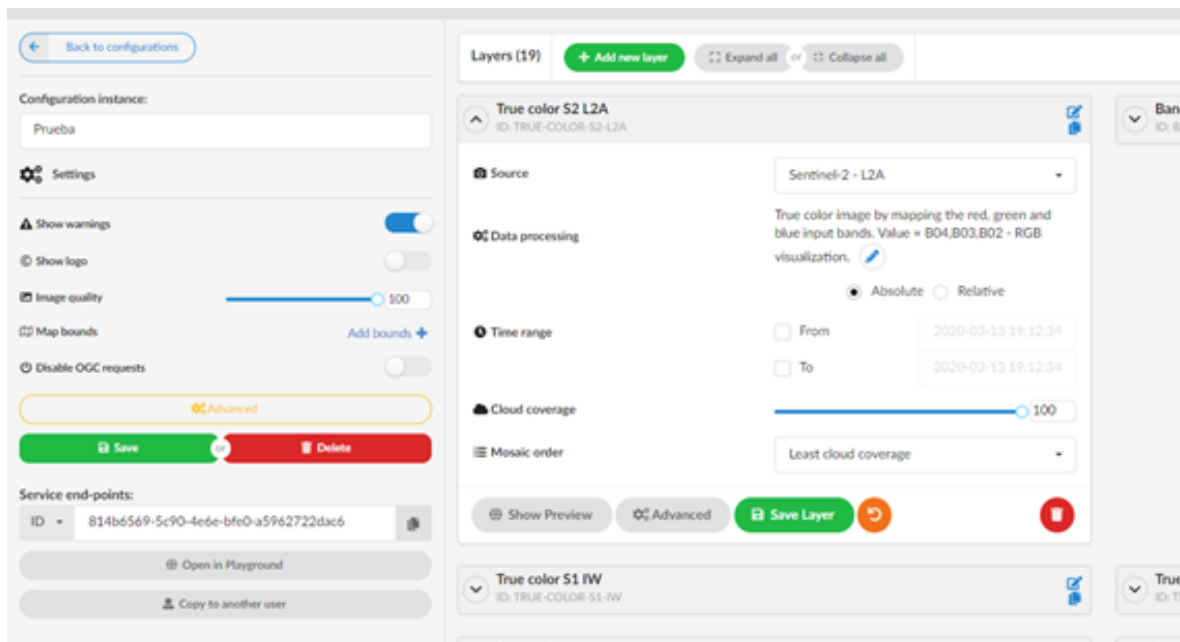 Back to configurations
Configuration instance:
Prueba
Settings
Show warnings
Show logo
Image quality 100
Map bounds Add bounds
Disable OGC requests
Advanced
Save or Delete
Service end-points:
ID 814b6569-5c90-4e6e-bfe0-a5962722dac6
Open in Playground
Copy to another user
Layers (19) + Add new layer Expand all or Collapse all
True color S2 L2A
ID: TRUE-COLOR-S2-L2A
Source Sentinel-2 - L2A
Data processing
True color image by mapping the red, green and
blue input bands. Value = B04,B03,B02 - RGB
visualization.
Absolute Relative
Time range From 2020-03-13 19:12:34
To 2020-03-13 19:12:34
Cloud coverage 100
Mosaic order Least cloud coverage
Show Preview Advanced Save Layer
True color S1 IW
ID: TRUE-COLOR-S1-IW
Ban
ID: B
True
ID: T